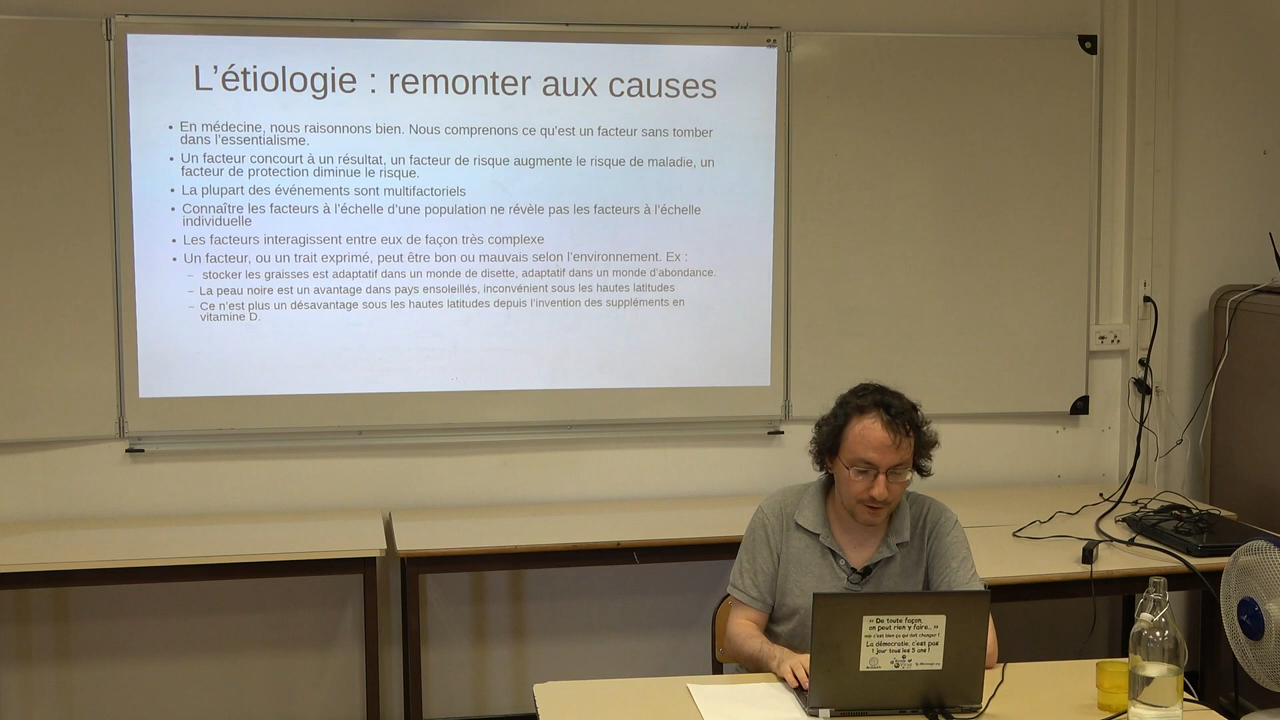 L'étiologie : remonter aux causes
• En médecine, nous raisonnons bien. Nous comprenons ce qu'est un facteur sans tomber
dans l'essentialisme.
• Un facteur concourt à un résultat, un facteur de risque augmente le risque de maladie, un
facteur de protection diminue le risque.
• La plupart des événements sont multifactoriels
• Connaître les facteurs à l'échelle d'une population ne révèle pas les facteurs à l'échelle
individuelle
• Les facteurs interagissent entre eux de façon très complexe
• Un facteur, ou un trait exprimé, peut être bon ou mauvais selon l'environnement. Ex :
– stocker les graisses est adaptatif dans un monde de disette, adaptatif dans un monde d'abondance.
– La peau noire est un avantage dans pays ensoleillés, inconvénient sous les hautes latitudes
– Ce n'est plus un désavantage sous les hautes latitudes depuis l'invention des suppléments en
vitamine D.
" De toute façon,
on peut rien y faire.. "
mais c'est bien ça qui doit changer !
La démocratie, c'est pas
1 jour tous les 5 ans !